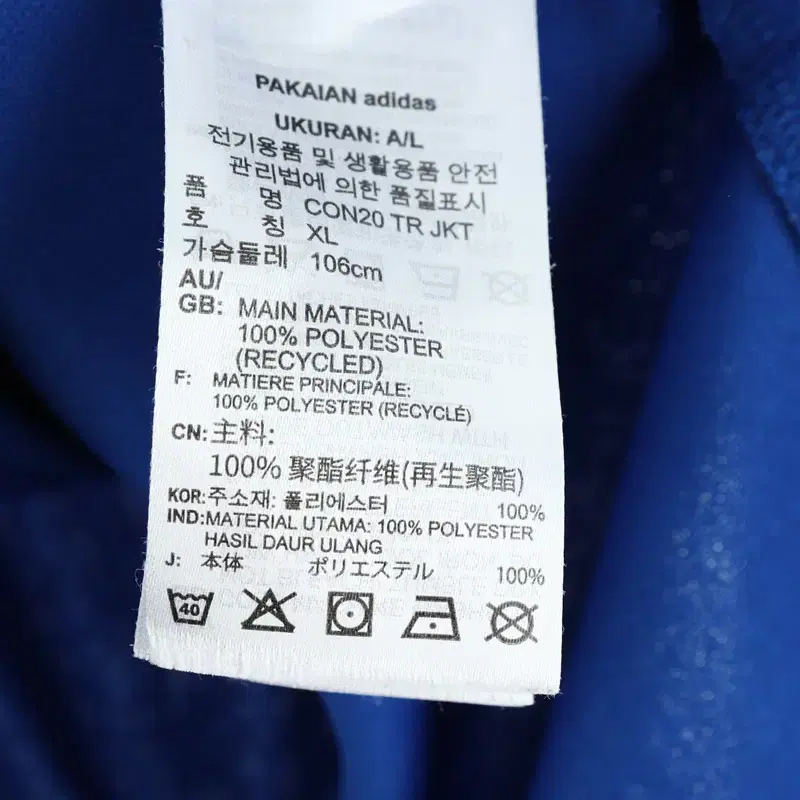 PAKAIAN adidas
UKURAN: A/L
전기용품 및 생활용품 안전
관리법에 의한 품질표시
품 명 CON20 TR JKT
호 칭 XL
가슴둘레 106cm
AU/
GB: MAIN MATERIAL:
100% POLYESTER
(RECYCLED)
F: MATIERE PRINCIPALE:
100% POLYESTER (RECYCLÉ)
CN: 主料:
100% 聚酯纤维(再生聚酯)
KOR: 주소재: 폴리에스터 100%
IND: MATERIAL UTAMA: 100% POLYESTER
HASIL DAUR ULANG
J: 本体 ポリエステル 100%
40